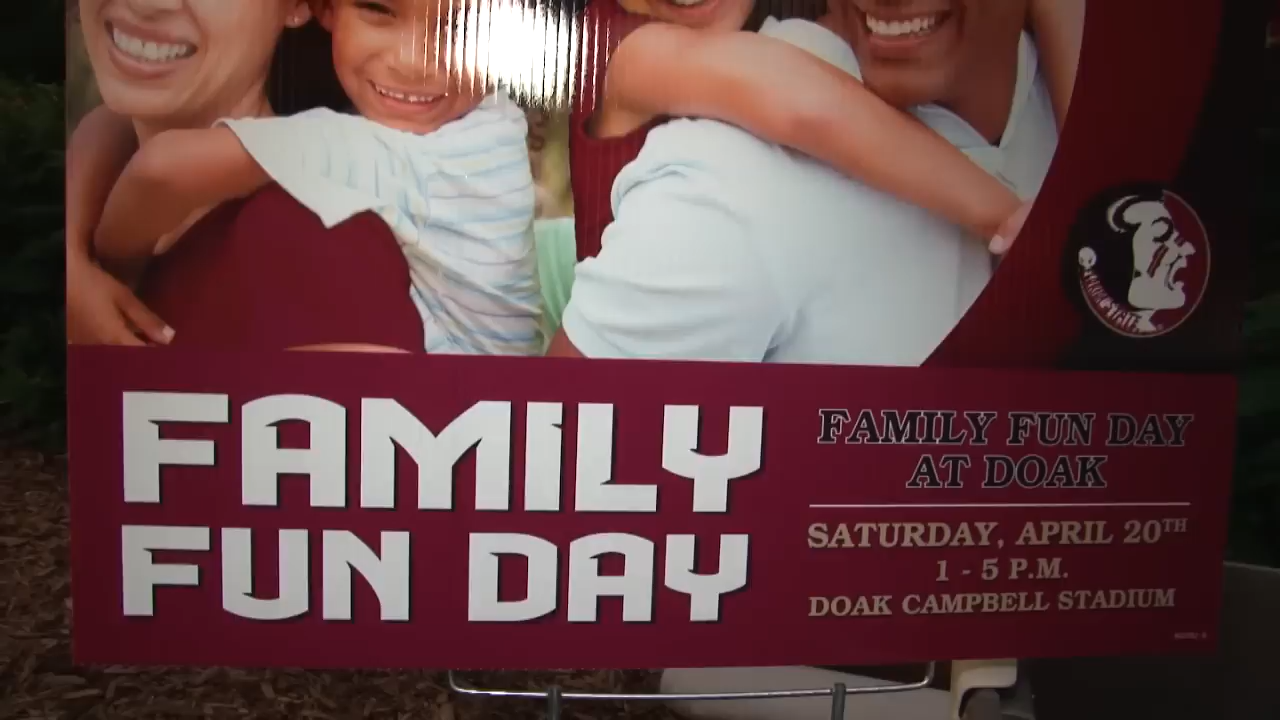 FAMILY
FUN DAY
FAMILY FUN DAY
AT DOAK
SATURDAY, APRIL 20TH
1 - 5 P.M.
DOAK CAMPBELL STADIUM